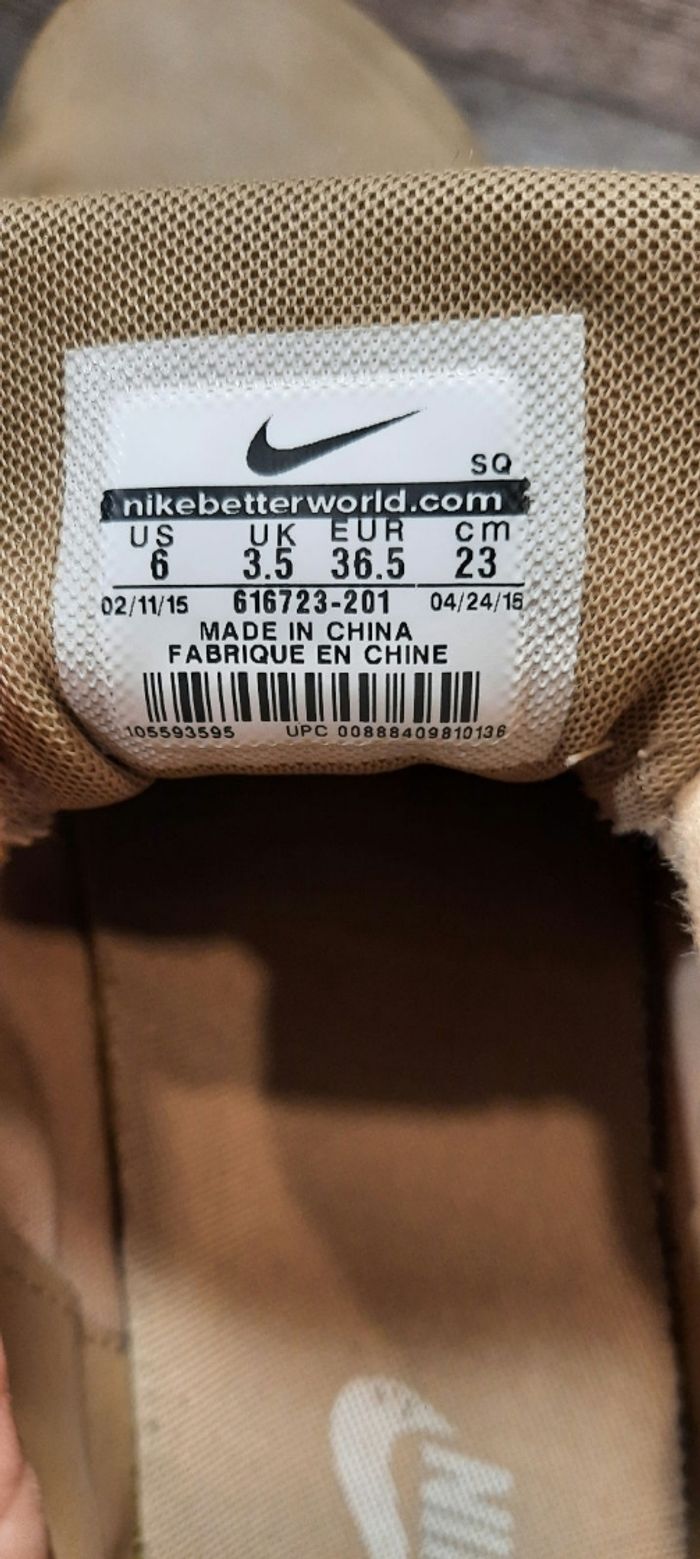 SQ
nikebetterworld.com
US UK EUR cm
6 3.5 36.5 23
02/11/15 616723-201 04/24/15
MADE IN CHINA
FABRIQUE EN CHINE
105593595 UPC 00888409810136